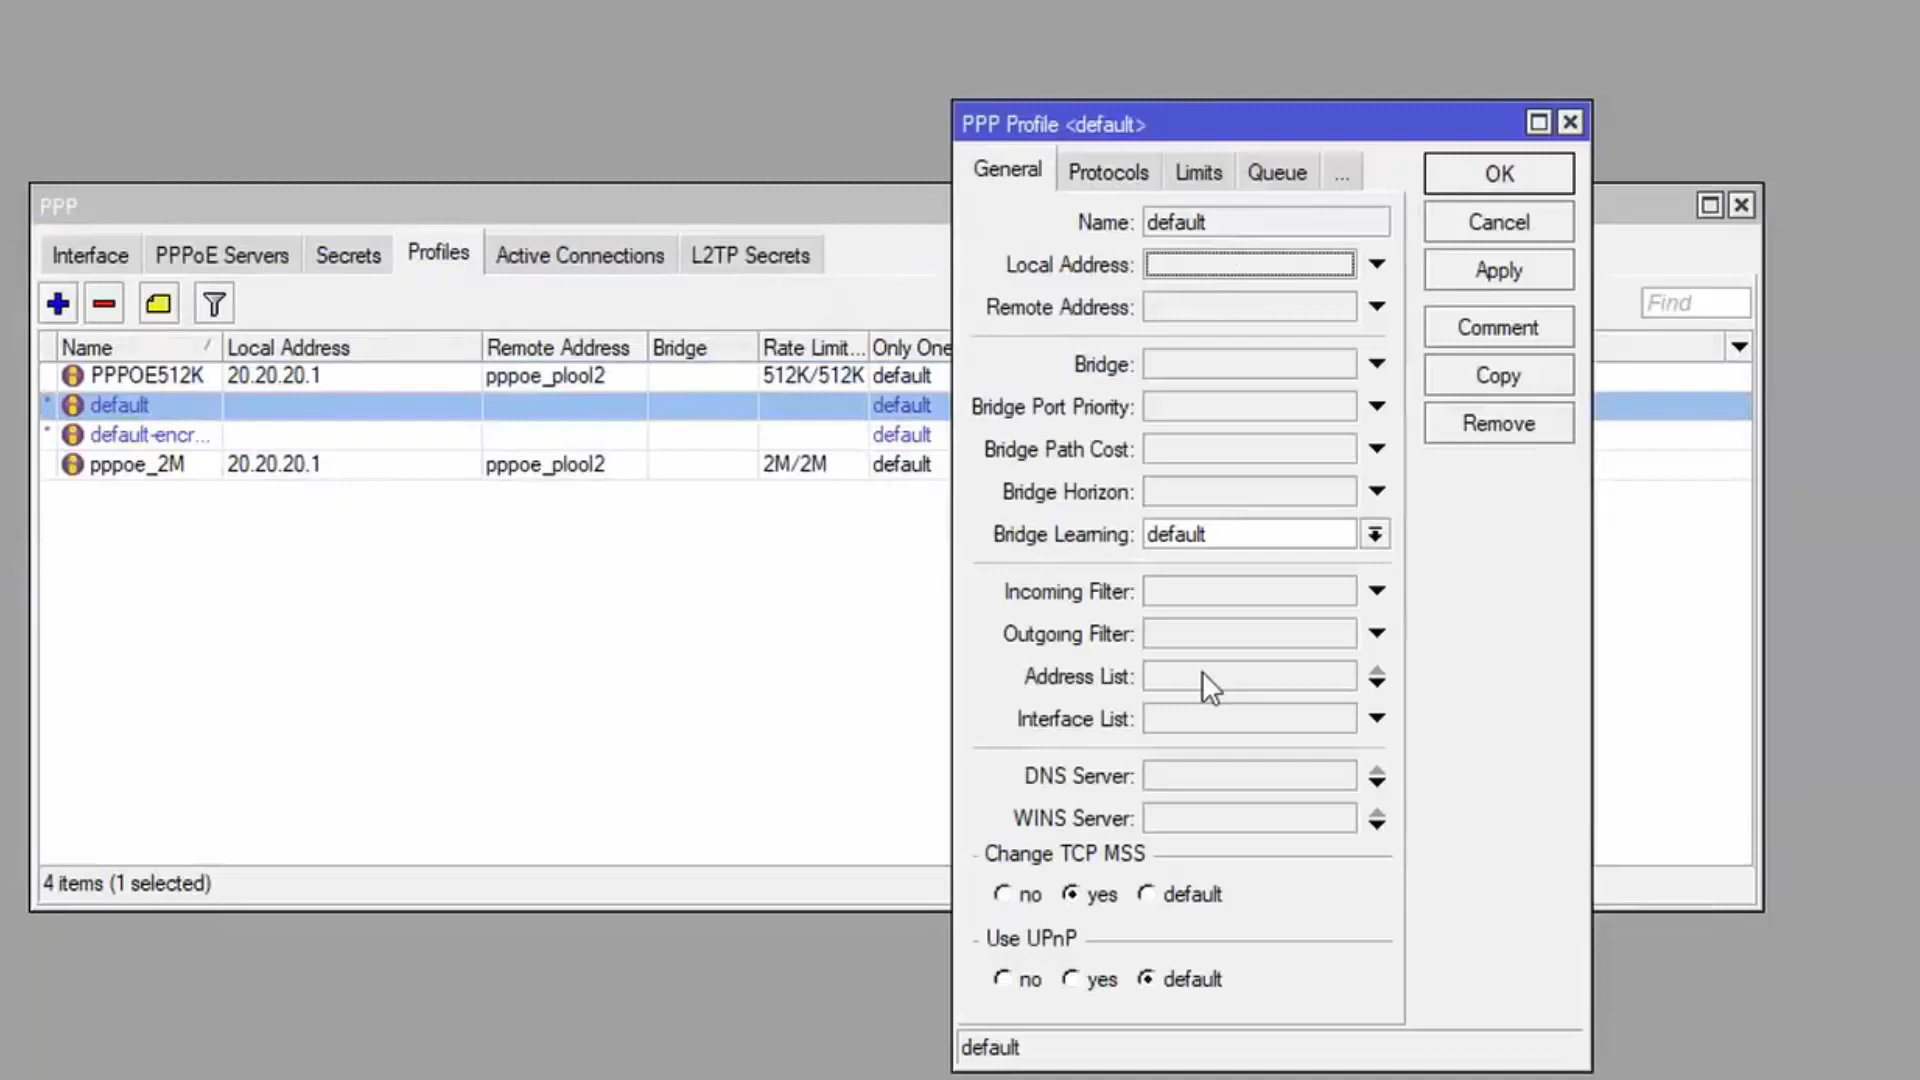 PPP
Interface PPPoE Servers Secrets Profiles Active Connections L2TP Secrets
Find
Name / Local Address Remote Address Bridge Rate Limit... Only One
PPPOE512K 20.20.20.1 pppoe_plool2 512K/512K default
* default default
* default-encr... default
pppoe_2M 20.20.20.1 pppoe_plool2 2M/2M default
4 items (1 selected)
PPP Profile <default>
General Protocols Limits Queue ...
Name: default
Local Address:
Remote Address:
Bridge:
Bridge Port Priority:
Bridge Path Cost:
Bridge Horizon:
Bridge Learning: default
Incoming Filter:
Outgoing Filter:
Address List:
Interface List:
DNS Server:
WINS Server:
Change TCP MSS
no yes default
Use UPnP
no yes default
default
OK
Cancel
Apply
Comment
Copy
Remove